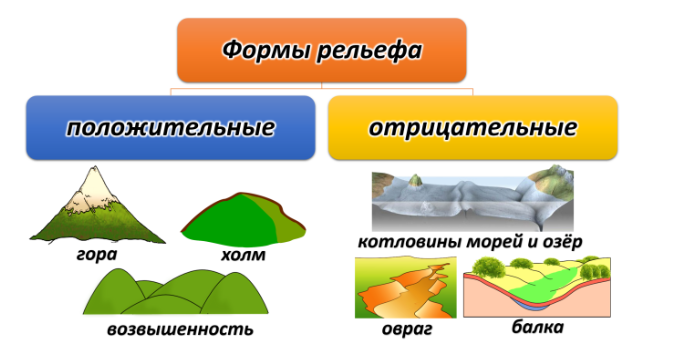 Формы рельефа
положительные
отрицательные
гора
холм
возвышенность
котловины морей и озёр
овраг
балка